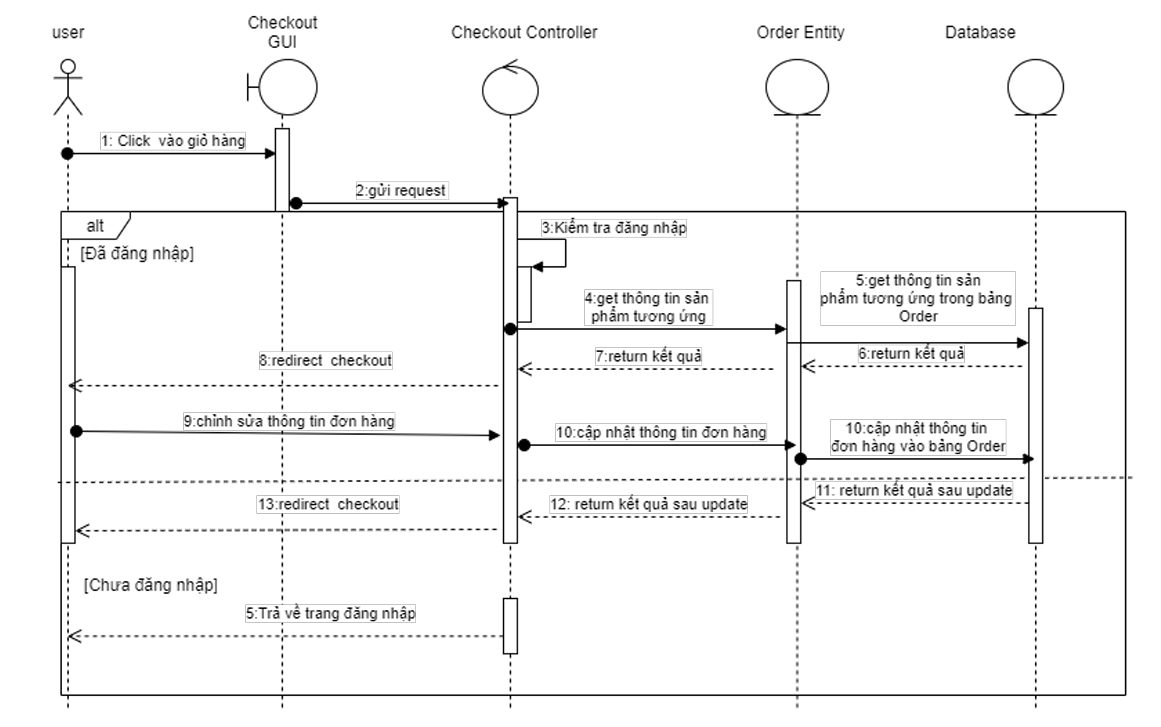 user
Checkout
GUI
Checkout Controller
Order Entity
Database
1: Click vào giỏ hàng
2:gửi request
alt
3:Kiểm tra đăng nhập
[Đã đăng nhập]
4:get thông tin sản
phẩm tương ứng
5:get thông tin sản
phẩm tương ứng trong bảng
Order
8:redirect checkout
7:return kết quả
6:return kết quả
9:chỉnh sửa thông tin đơn hàng
10:cập nhật thông tin đơn hàng
10:cập nhật thông tin
đơn hàng vào bảng Order
13:redirect checkout
12: return kết quả sau update
11: return kết quả sau update
[Chưa đăng nhập]
5:Trả về trang đăng nhập